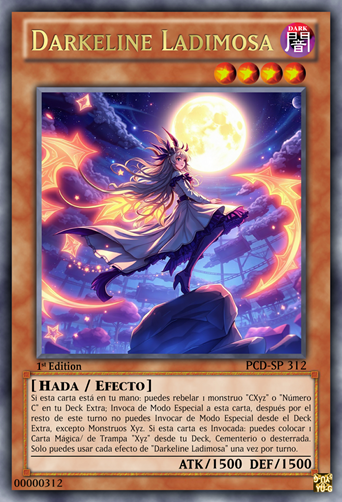 DARKELINE LADIMOSA
DARK
闇
1st Edition
PCD-SP 312
[HADA / EFECTO]
Si esta carta está en tu mano: puedes rebelar 1 monstruo "CXyz" o "Número
C" en tu Deck Extra; Invoca de Modo Especial a esta carta, después por el
resto de este turno no puedes Invocar de Modo Especial desde el Deck
Extra, excepto Monstruos Xyz. Si esta carta es Invocada: puedes colocar 1
Carta Mágica/ de Trampa "Xyz" desde tu Deck, Cementerio o desterrada.
Solo puedes usar cada efecto de "Darkeline Ladimosa" una vez por turno.
ATK/1500 DEF/1500
00000312